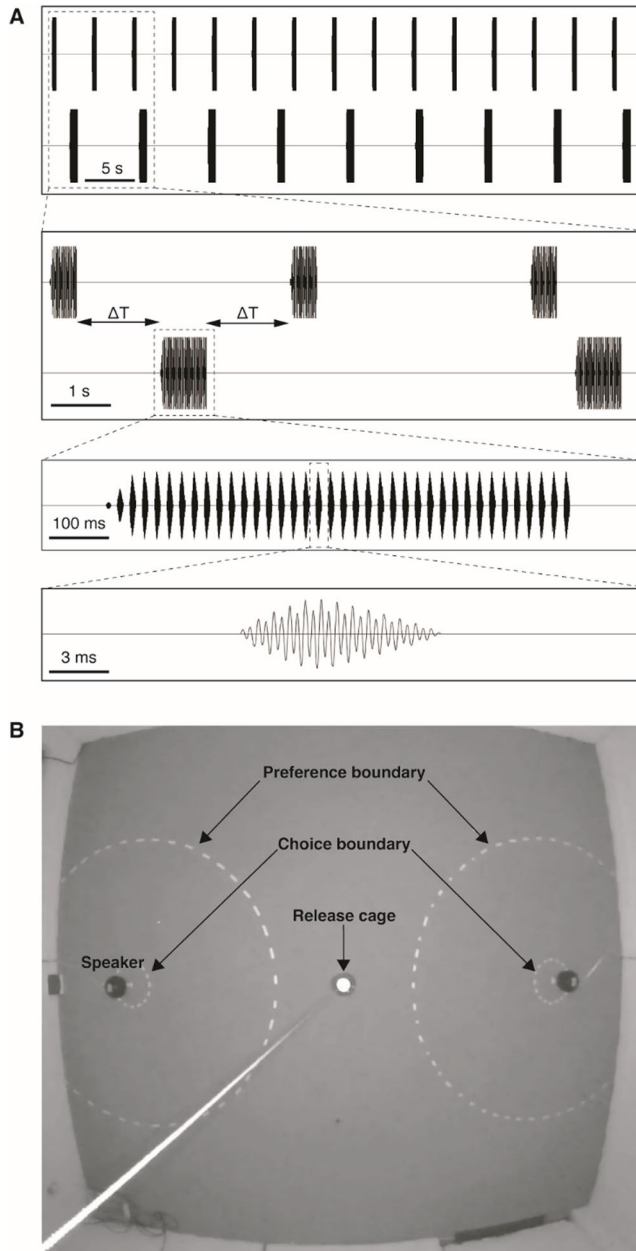 A
5 s
ΔT
ΔT
1 s
100 ms
3 ms
B
Preference boundary
Choice boundary
Release cage
Speaker